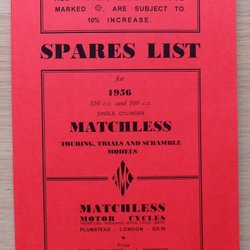 MARKED , ARE SUBJECT TO
10% INCREASE.
SPARES LIST
for
1956
350 c.c. and 500 c.c.
SINGLE CYLINDER
MATCHLESS
TOURING, TRIALS AND SCRAMBLE
MODELS
MATCHLESS
MOTOR CYCLES
PLUMSTEAD - LONDON - S.E.18
Price